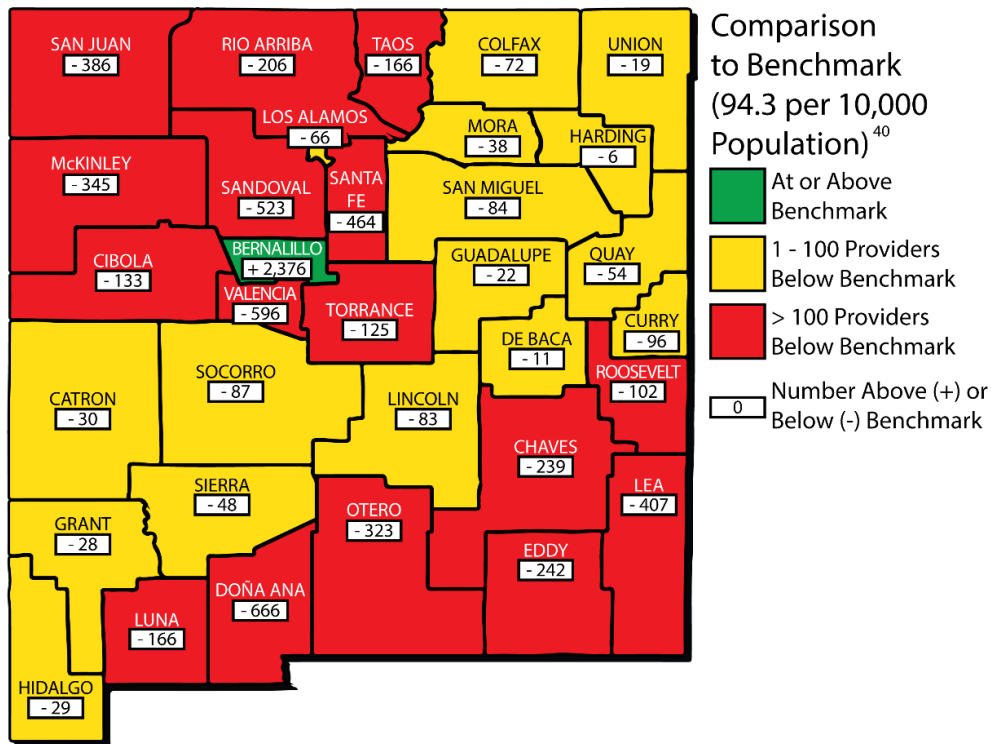 SAN JUAN
- 386
RIO ARRIBA
- 206
TAOS
- 166
COLFAX
- 72
UNION
- 19
LOS ALAMOS
- 66
MORA
- 38
HARDING
- 6
McKINLEY
- 345
SANDOVAL
- 523
SANTA
FE
- 464
SAN MIGUEL
- 84
CIBOLA
- 133
BERNALILLO
+ 2,376
VALENCIA
- 596
TORRANCE
- 125
GUADALUPE
- 22
QUAY
- 54
CURRY
- 96
DE BACA
- 11
ROOSEVELT
- 102
CATRON
- 30
SOCORRO
- 87
LINCOLN
- 83
CHAVES
- 239
LEA
- 407
SIERRA
- 48
GRANT
- 28
OTERO
- 323
EDDY
- 242
DOÑA ANA
- 666
LUNA
- 166
HIDALGO
- 29
Comparison
to Benchmark
(94.3 per 10,000
Population) 40
At or Above
Benchmark
1 - 100 Providers
Below Benchmark
> 100 Providers
Below Benchmark
0
Number Above (+) or
Below (-) Benchmark